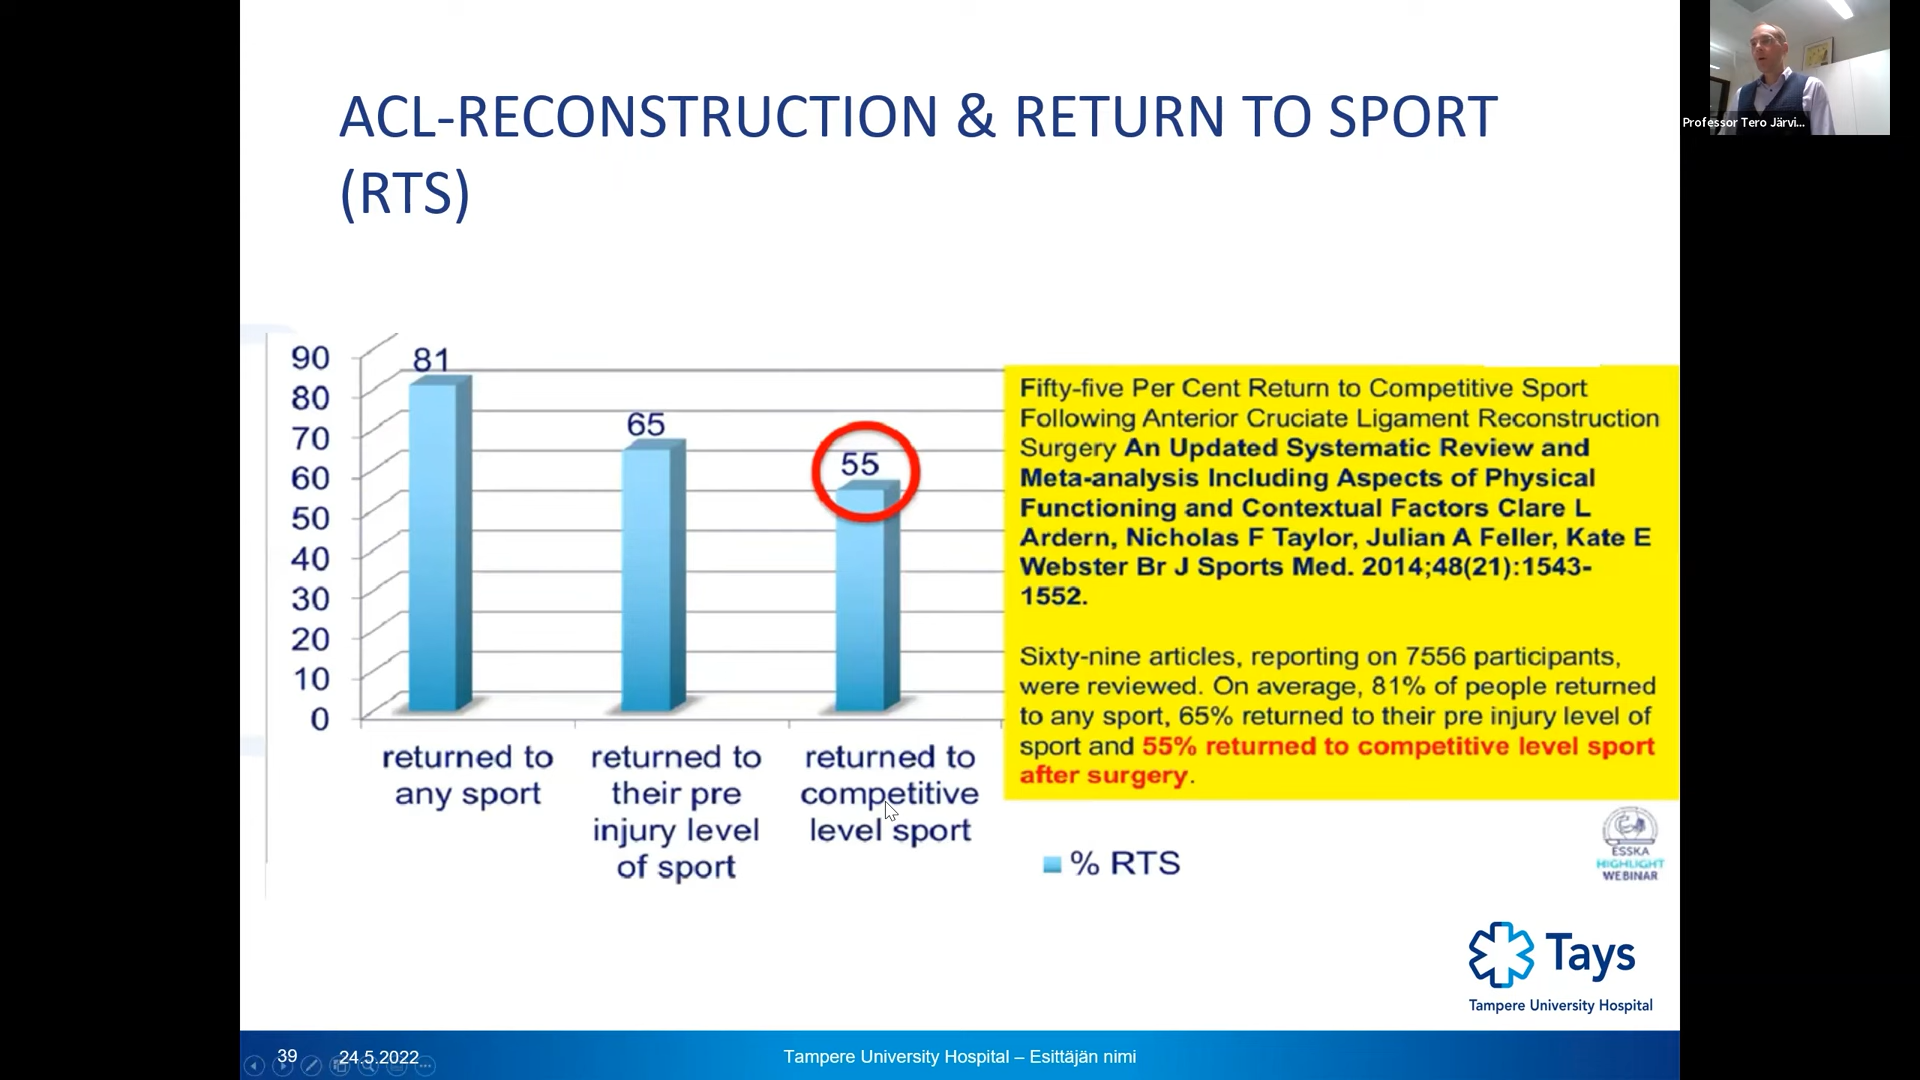 ACL-RECONSTRUCTION & RETURN TO SPORT
(RTS)
Professor Tero Järvi...
90
80
70
60
50
40
30
20
10
0
81
65
55
returned to
any sport
returned to
their pre
injury level
of sport
returned to
competitive
level sport
% RTS
Fifty-five Per Cent Return to Competitive Sport
Following Anterior Cruciate Ligament Reconstruction
Surgery An Updated Systematic Review and
Meta-analysis Including Aspects of Physical
Functioning and Contextual Factors Clare L
Ardern, Nicholas F Taylor, Julian A Feller, Kate E
Webster Br J Sports Med. 2014;48(21):1543-
1552.
Sixty-nine articles, reporting on 7556 participants,
were reviewed. On average, 81% of people returned
to any sport, 65% returned to their pre injury level of
sport and 55% returned to competitive level sport
after surgery.
ESSKA
HIGHLIGHT
WEBINAR
Tays
Tampere University Hospital
39
24.5.2022
Tampere University Hospital – Esittäjän nimi